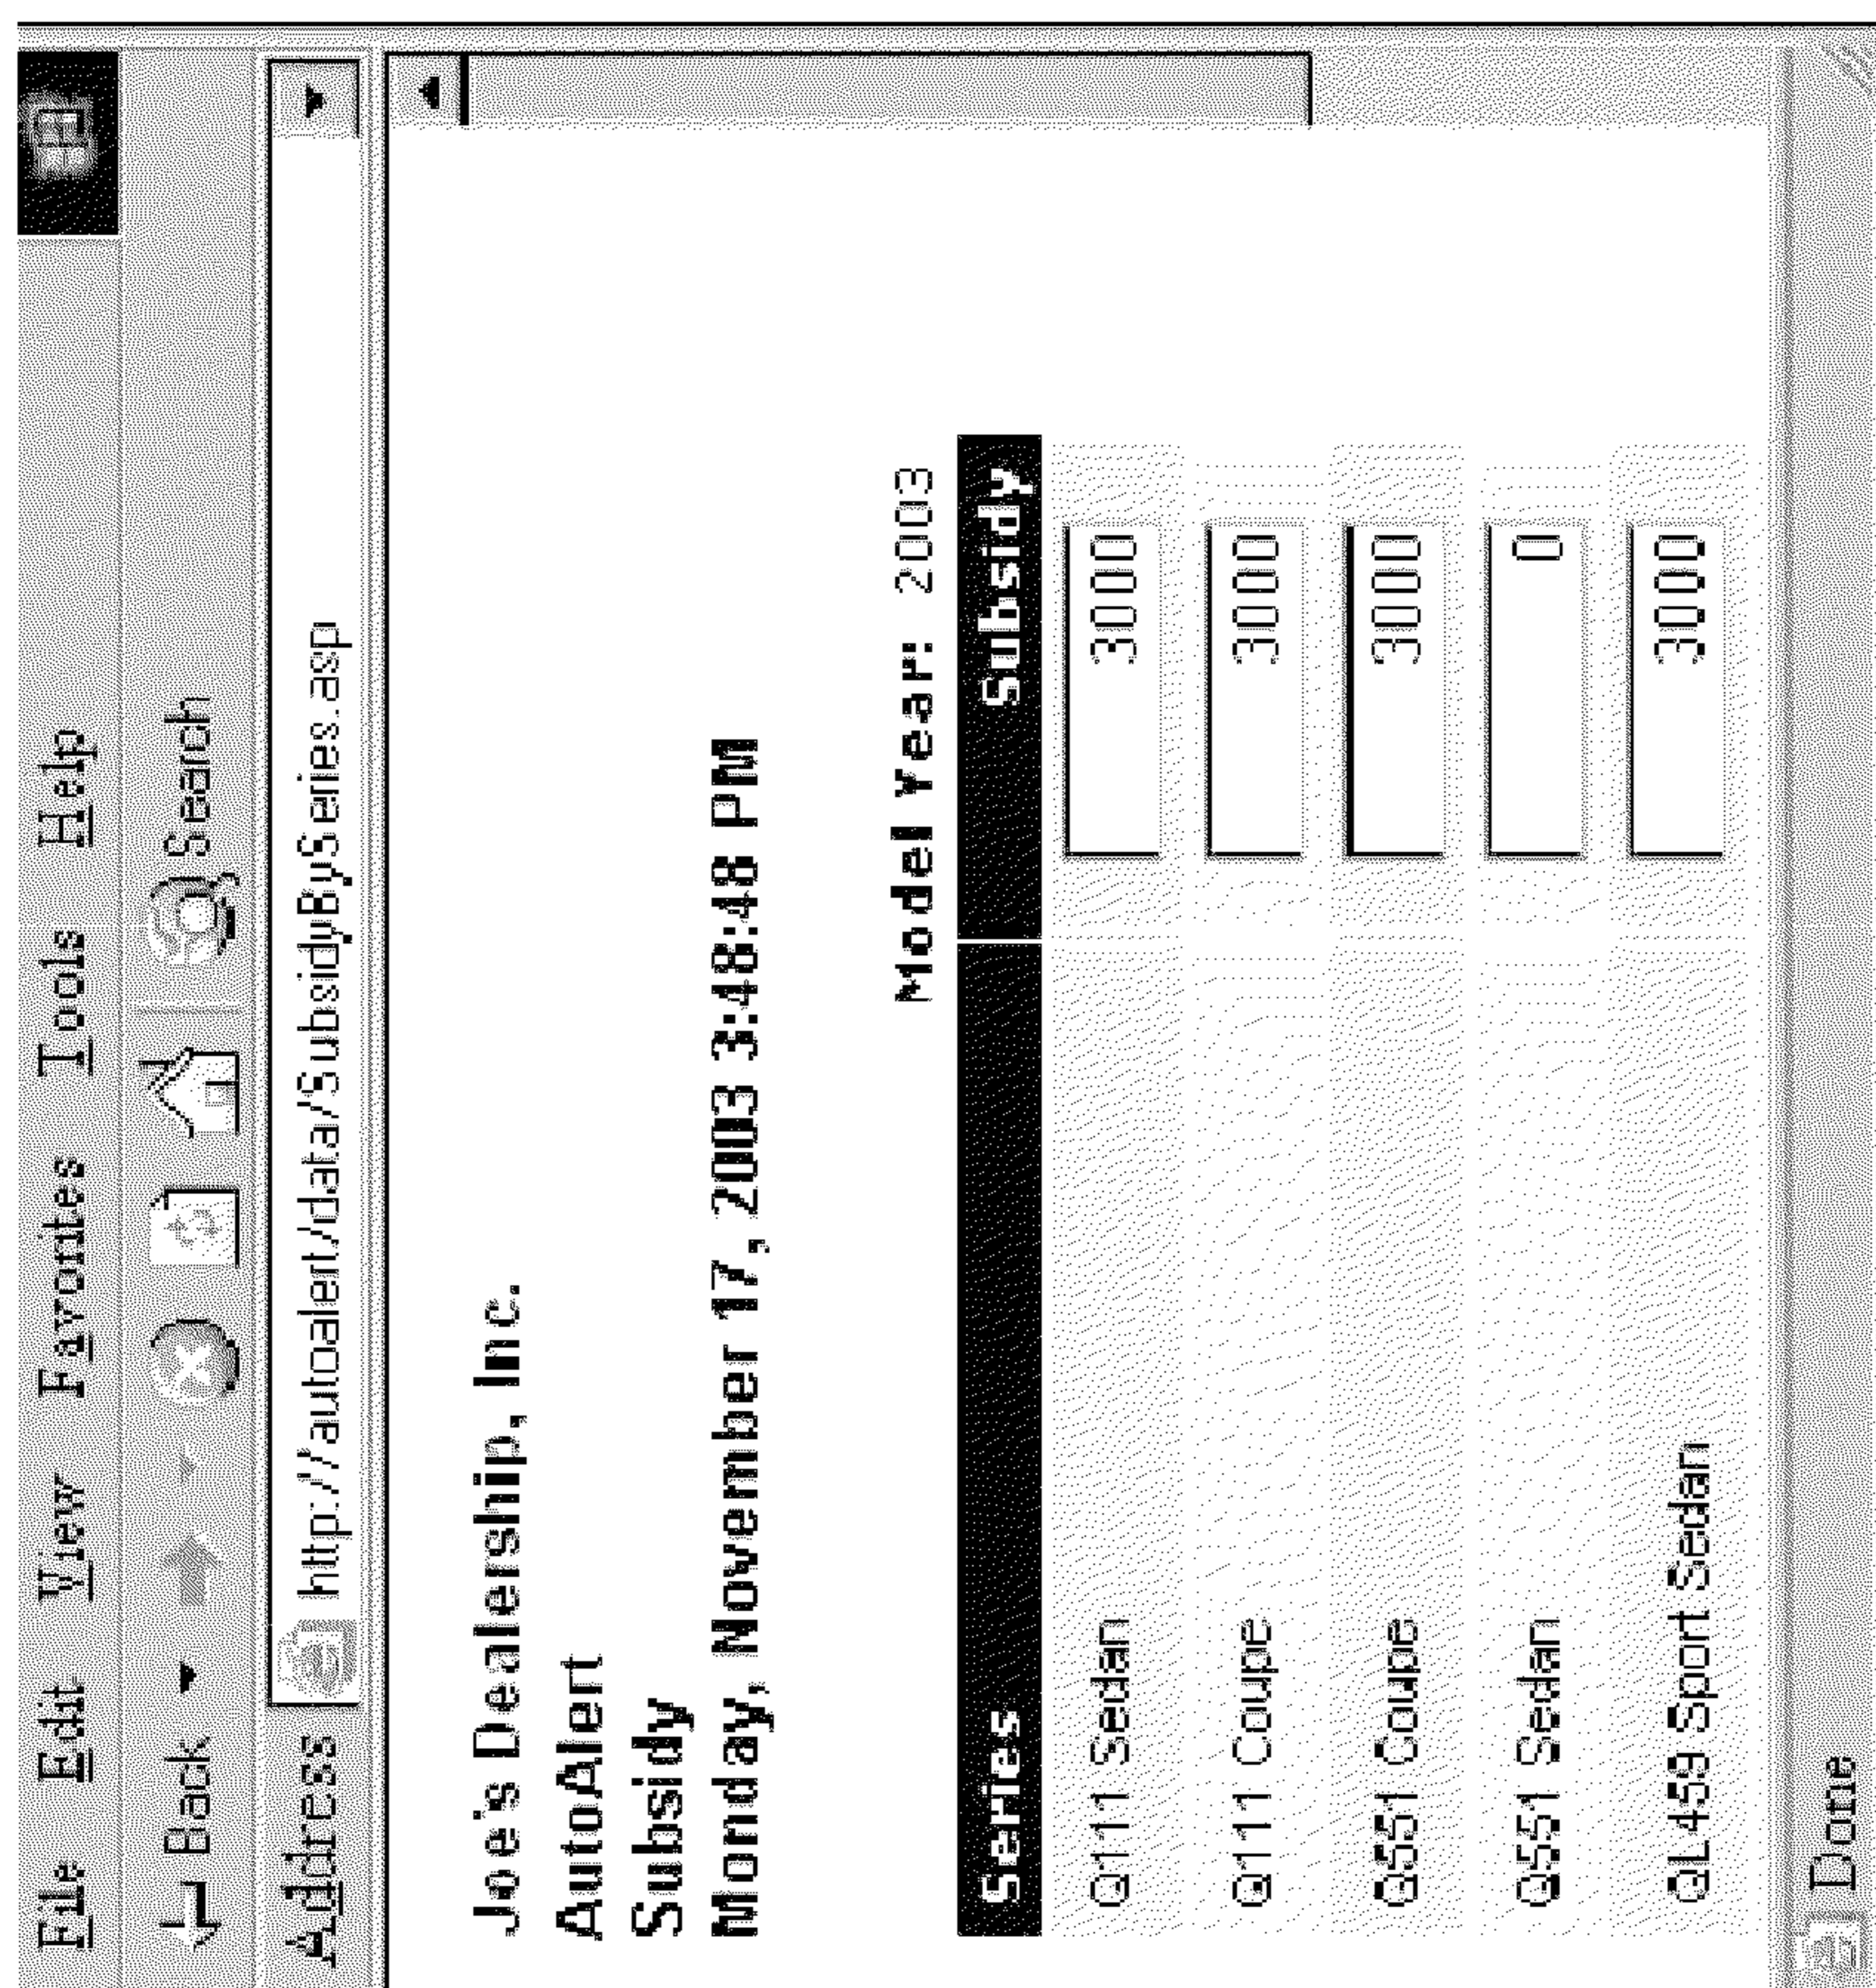 File Edit View Favorites Tools Help
Back Search
Address http://autoalert/data/SubsidyBySeries.asp
Joe's Dealership, Inc.
AutoAlert
Subsidy
Monday, November 17, 2003 3:48:48 PM
Model Year: 2003
Series Subsidy
Q111 Sedan 3000
Q111 Coupe 3000
Q551 Coupe 3000
Q551 Sedan 0
QL459 Sport Sedan 3000
Done